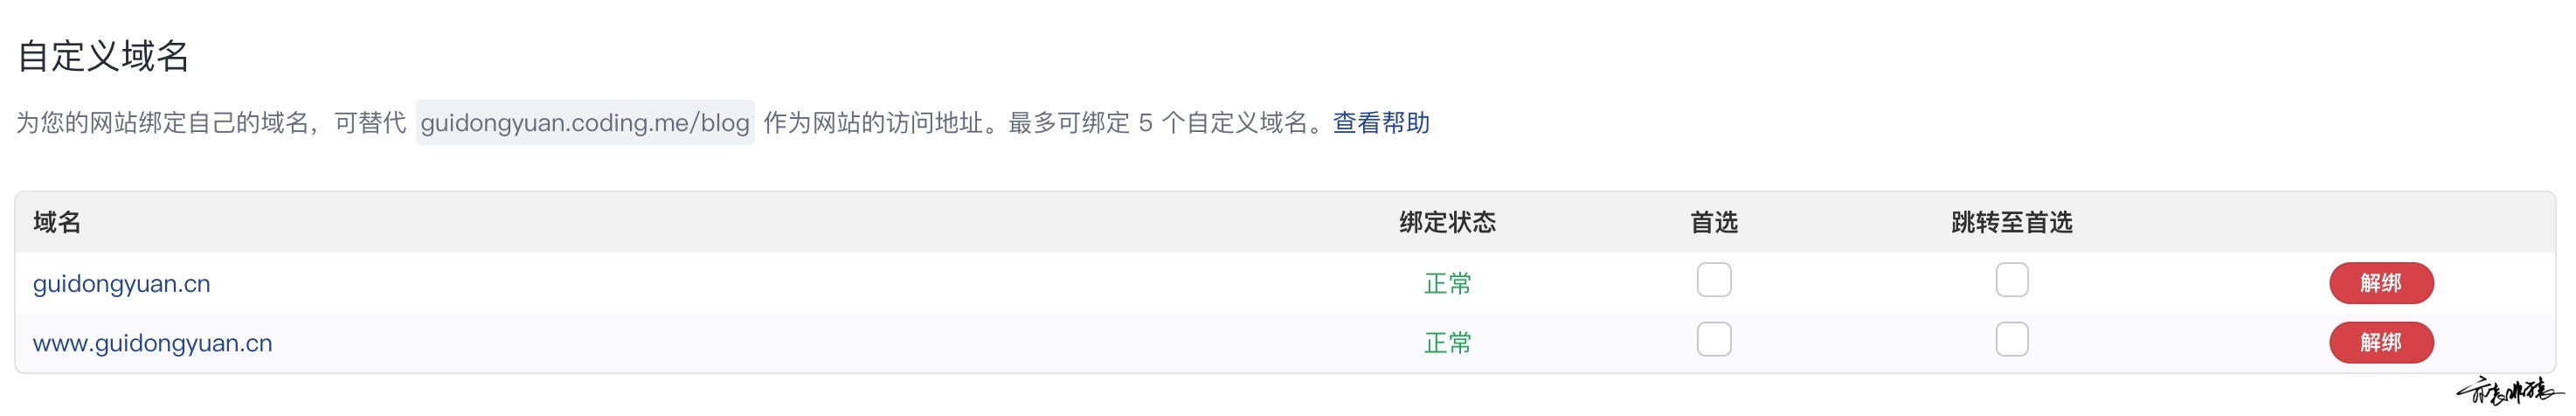 自定义域名
为您的网站绑定自己的域名，可替代 guidongyuan.coding.me/blog 作为网站的访问地址。最多可绑定 5 个自定义域名。查看帮助
域名 绑定状态 首选 跳转至首选
guidongyuan.cn 正常 解绑
www.guidongyuan.cn 正常 解绑